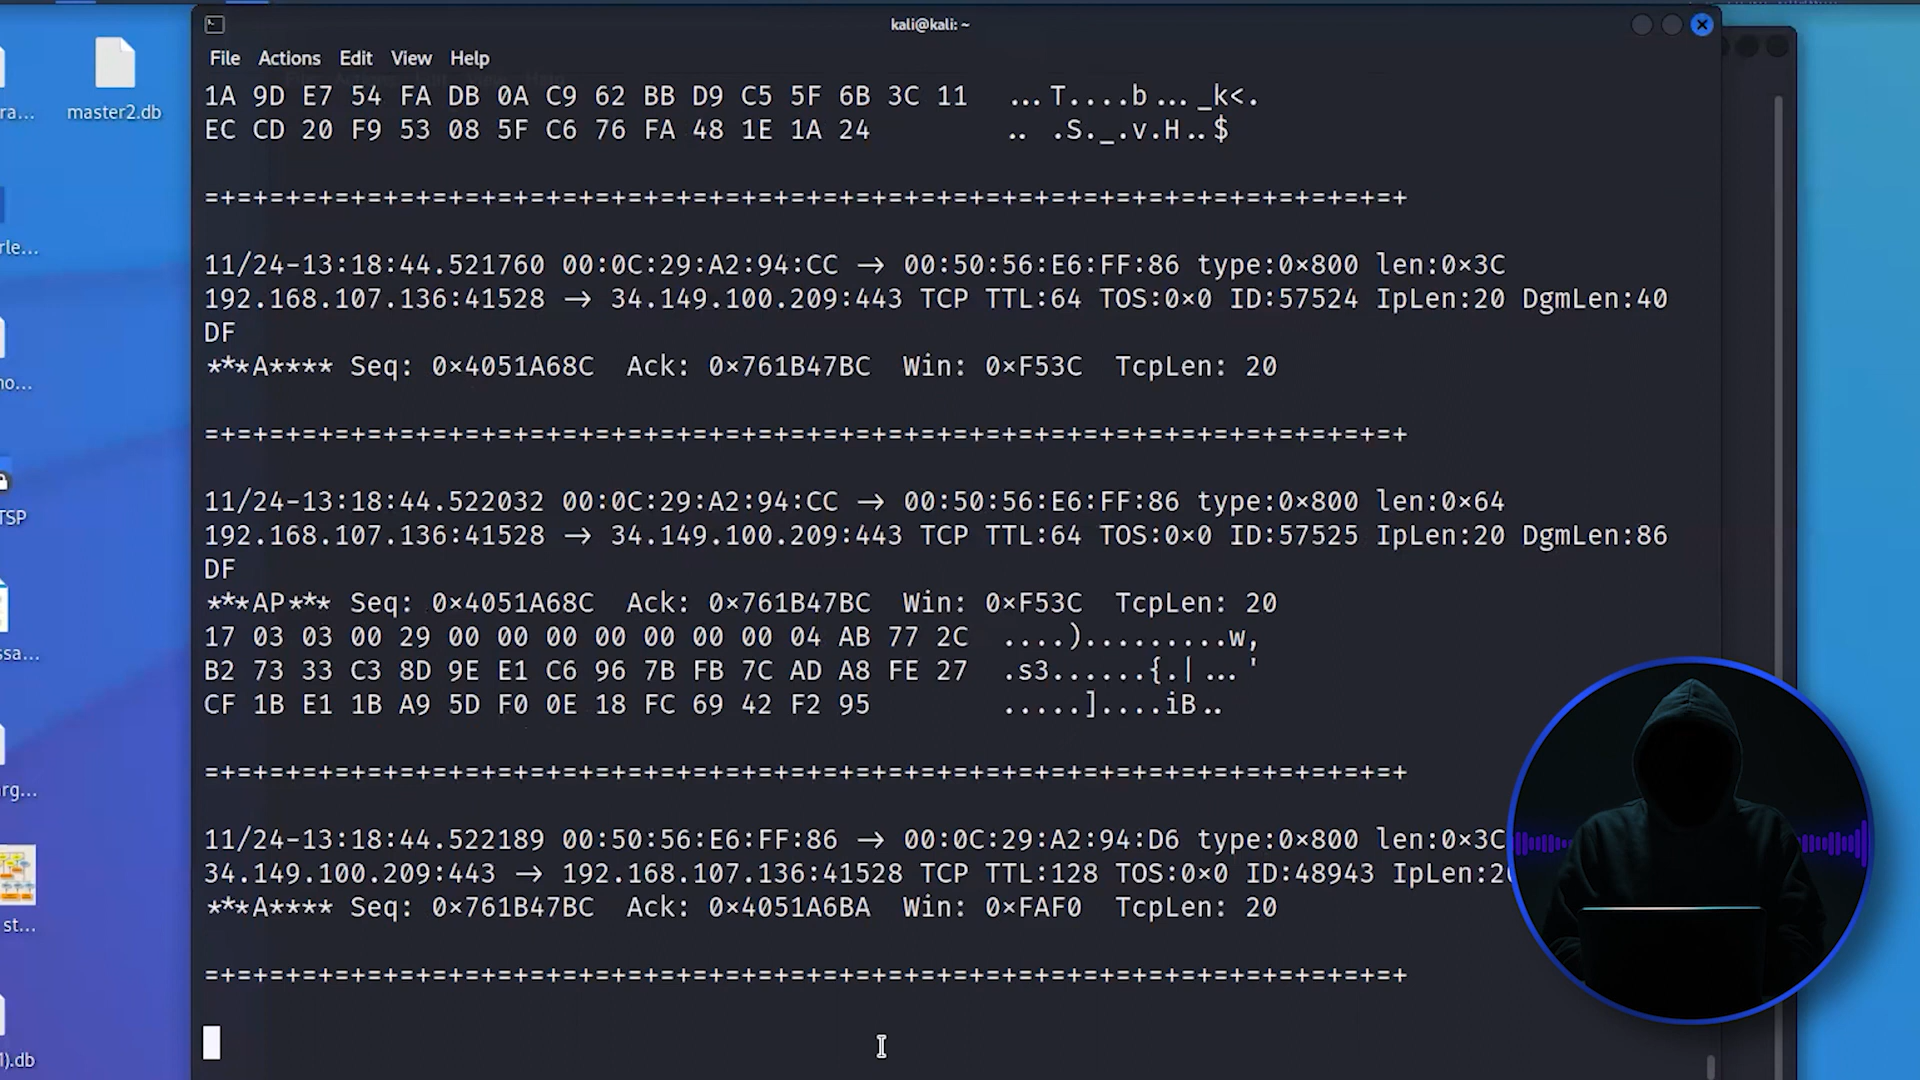 kali@kali: ~
File Actions Edit View Help
1A 9D E7 54 FA DB 0A C9 62 BB D9 C5 5F 6B 3C 11 ...T....b..._k<.
EC CD 20 F9 53 08 5F C6 76 FA 48 1E 1A 24 .. .S._.v.H..$
=+=+=+=+=+=+=+=+=+=+=+=+=+=+=+=+=+=+=+=+=+=+=+=+=+=+=+=+=+=+=+=+=+=+=+=+=+
11/24-13:18:44.521760 00:0C:29:A2:94:CC → 00:50:56:E6:FF:86 type:0×800 len:0×3C
192.168.107.136:41528 → 34.149.100.209:443 TCP TTL:64 TOS:0×0 ID:57524 IpLen:20 DgmLen:40
DF
***A**** Seq: 0×4051A68C Ack: 0×761B47BC Win: 0×F53C TcpLen: 20
=+=+=+=+=+=+=+=+=+=+=+=+=+=+=+=+=+=+=+=+=+=+=+=+=+=+=+=+=+=+=+=+=+=+=+=+=+
11/24-13:18:44.522032 00:0C:29:A2:94:CC → 00:50:56:E6:FF:86 type:0×800 len:0×64
192.168.107.136:41528 → 34.149.100.209:443 TCP TTL:64 TOS:0×0 ID:57525 IpLen:20 DgmLen:86
DF
***AP*** Seq: 0×4051A68C Ack: 0×761B47BC Win: 0×F53C TcpLen: 20
17 03 03 00 29 00 00 00 00 00 00 00 04 AB 77 2C ....).........w,
B2 73 33 C3 8D 9E E1 C6 96 7B FB 7C AD A8 FE 27 .s3......{.|...'
CF 1B E1 1B A9 5D F0 0E 18 FC 69 42 F2 95 .....]....iB..
=+=+=+=+=+=+=+=+=+=+=+=+=+=+=+=+=+=+=+=+=+=+=+=+=+=+=+=+=+=+=+=+=+=+=+=+=+
11/24-13:18:44.522189 00:50:56:E6:FF:86 → 00:0C:29:A2:94:D6 type:0×800 len:0×3C
34.149.100.209:443 → 192.168.107.136:41528 TCP TTL:128 TOS:0×0 ID:48943 IpLen:20
***A**** Seq: 0×761B47BC Ack: 0×4051A6BA Win: 0×FAF0 TcpLen: 20
=+=+=+=+=+=+=+=+=+=+=+=+=+=+=+=+=+=+=+=+=+=+=+=+=+=+=+=+=+=+=+=+=+=+=+=+=+
ra...
master2.db
rle...
no...
TSP
ssa...
rg...
st...
).db